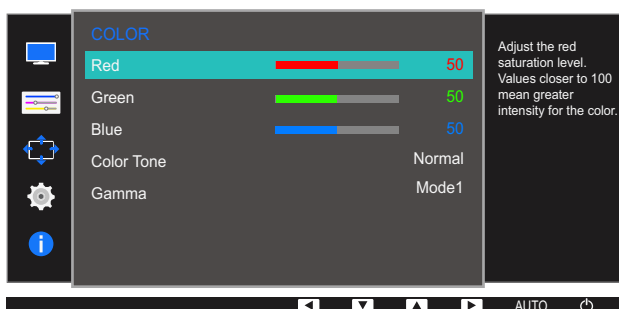 COLOR
Red 50
Green 50
Blue 50
Color Tone Normal
Gamma Mode1
Adjust the red
saturation level.
Values closer to 100
mean greater
intensity for the color.
AUTO